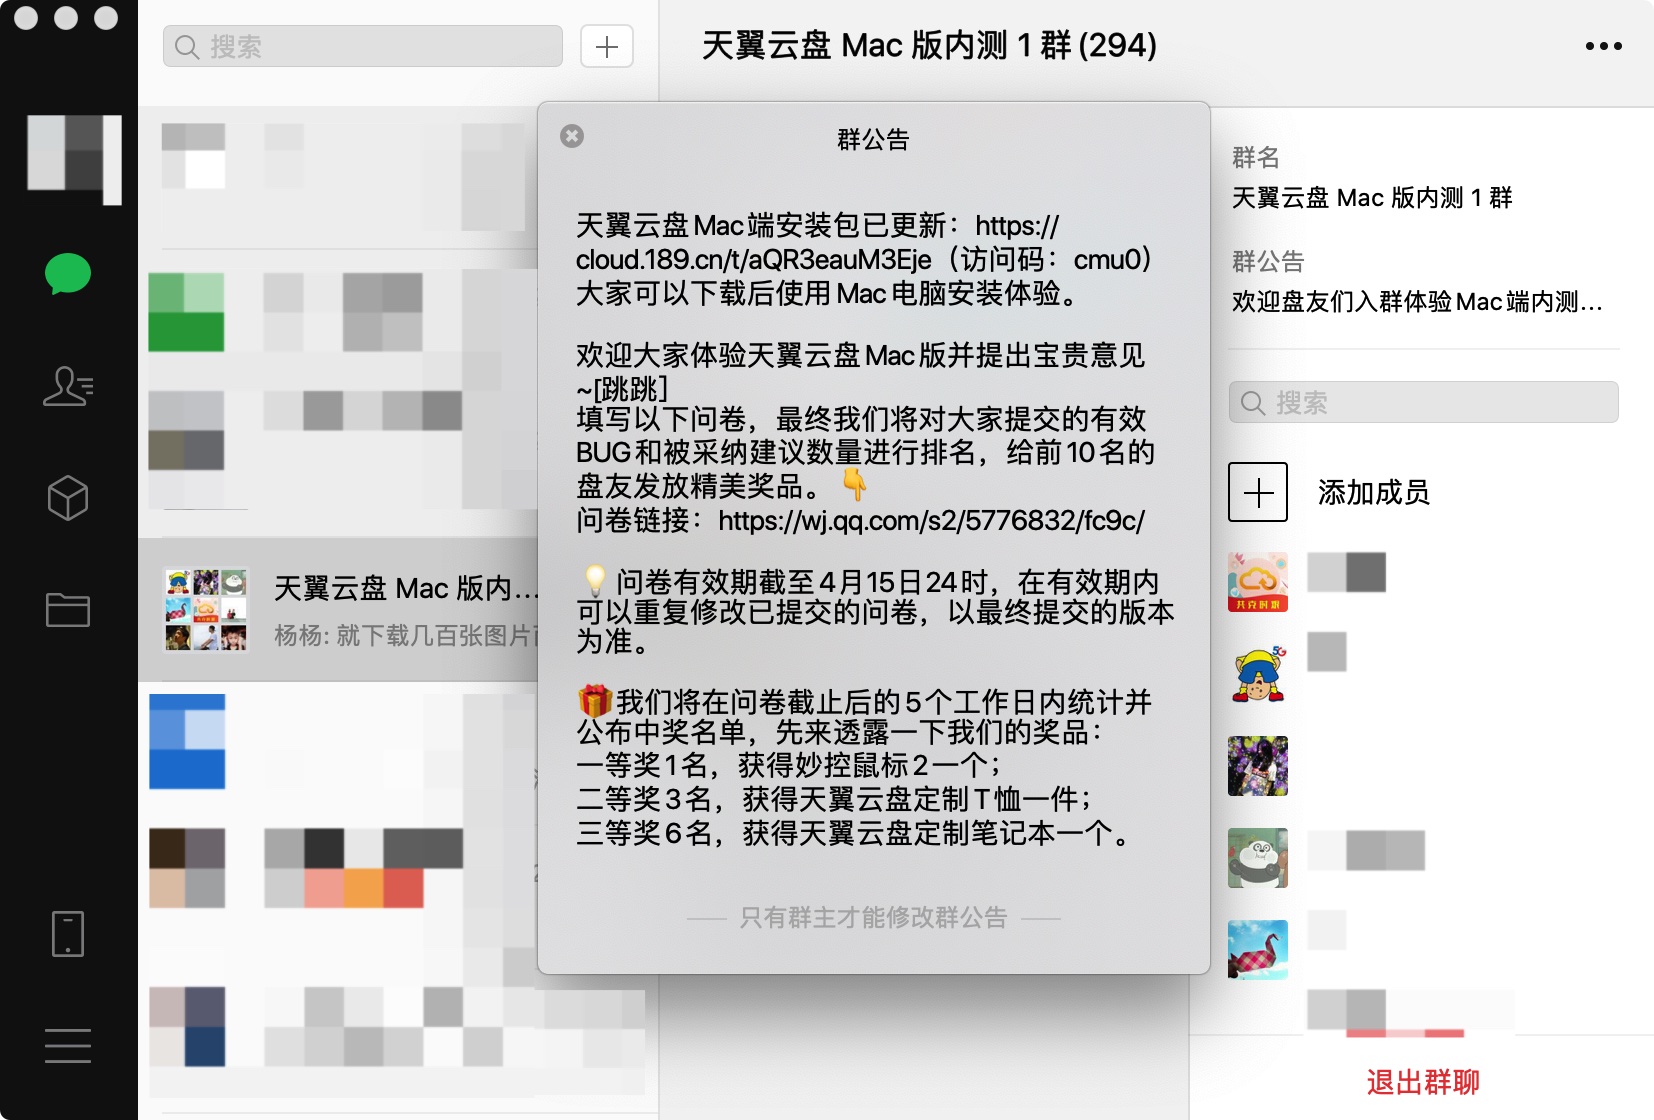 搜索
天翼云盘 Mac 版内测 1 群 (294)
群公告
天翼云盘Mac端安装包已更新：https://
cloud.189.cn/t/aQR3eauM3Eje（访问码：cmu0）
大家可以下载后使用Mac电脑安装体验。
欢迎大家体验天翼云盘Mac版并提出宝贵意见
~[跳跳]
填写以下问卷，最终我们将对大家提交的有效
BUG和被采纳建议数量进行排名，给前10名的
盘友发放精美奖品。👇
问卷链接：https://wj.qq.com/s2/5776832/fc9c/
💡问卷有效期截至4月15日24时，在有效期内
可以重复修改已提交的问卷，以最终提交的版本
为准。
🎁我们将在问卷截止后的5个工作日内统计并
公布中奖名单，先来透露一下我们的奖品：
一等奖1名，获得妙控鼠标2一个；
二等奖3名，获得天翼云盘定制T恤一件；
三等奖6名，获得天翼云盘定制笔记本一个。
只有群主才能修改群公告
天翼云盘 Mac 版内...
杨杨: 就下载几百张图片
群名
天翼云盘 Mac 版内测 1 群
群公告
欢迎盘友们入群体验Mac端内测...
搜索
添加成员
共克时艰
5G
退出群聊